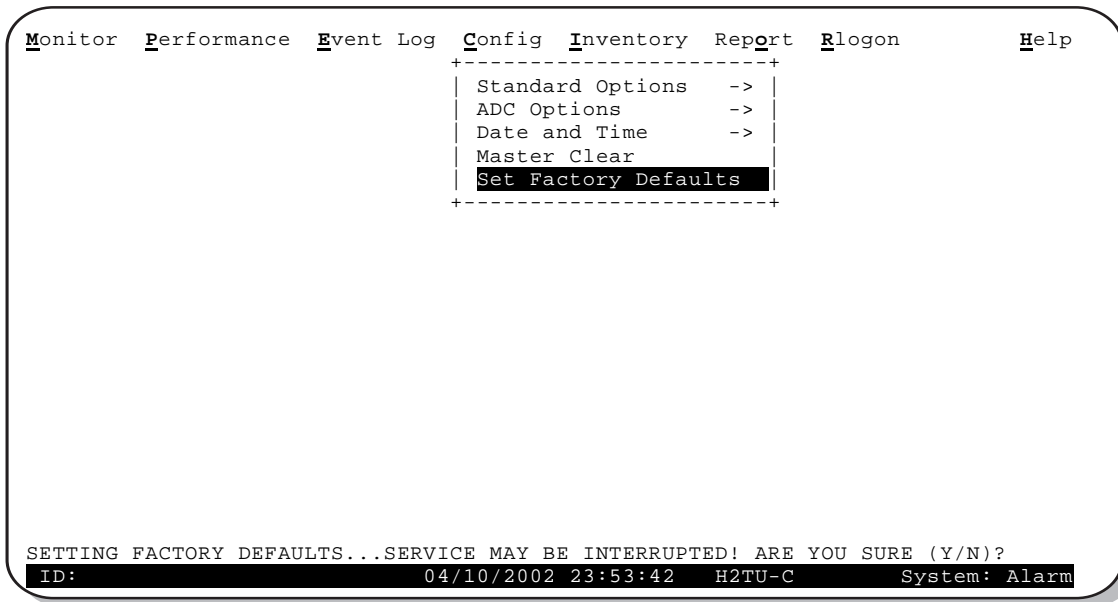 Monitor Performance Event Log Config Inventory Report Rlogon Help
+-----------------------+
| Standard Options -> |
| ADC Options -> |
| Date and Time -> |
| Master Clear |
| Set Factory Defaults |
+-----------------------+
SETTING FACTORY DEFAULTS...SERVICE MAY BE INTERRUPTED! ARE YOU SURE (Y/N)?
ID: 04/10/2002 23:53:42 H2TU-C System: Alarm